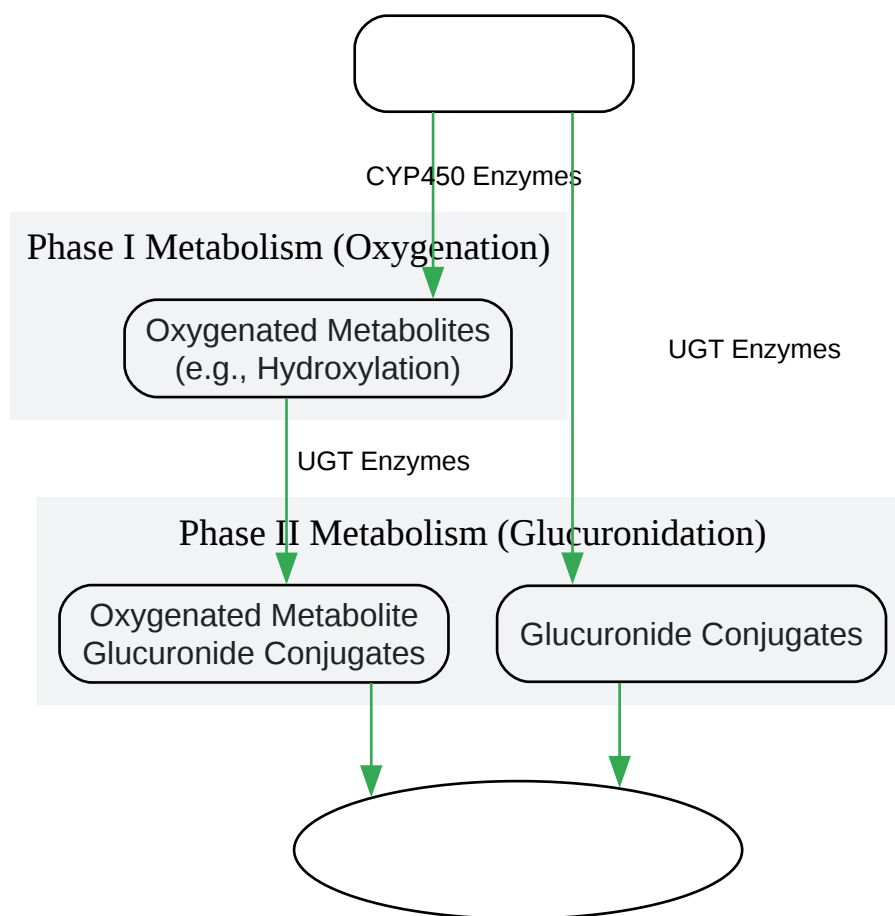 CYP450 Enzymes
Phase I Metabolism (Oxygenation)
Oxygenated Metabolites
(e.g., Hydroxylation)
UGT Enzymes
UGT Enzymes
Phase II Metabolism (Glucuronidation)
Oxygenated Metabolite
Glucuronide Conjugates
Glucuronide Conjugates